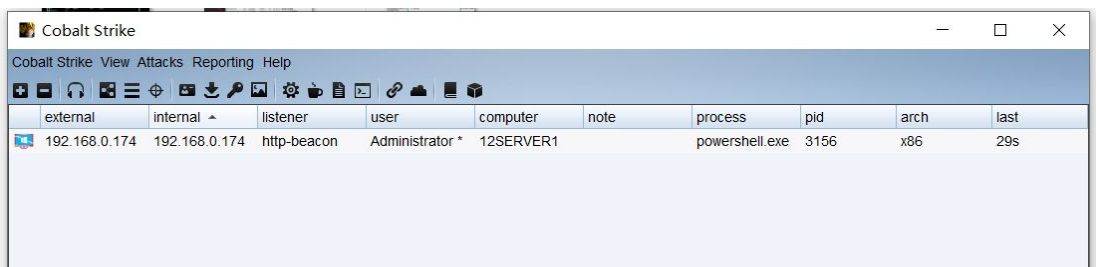 Cobalt Strike
Cobalt Strike View Attacks Reporting Help
external internal listener user computer note process pid arch last
192.168.0.174 192.168.0.174 http-beacon Administrator * 12SERVER1 powershell.exe 3156 x86 29s